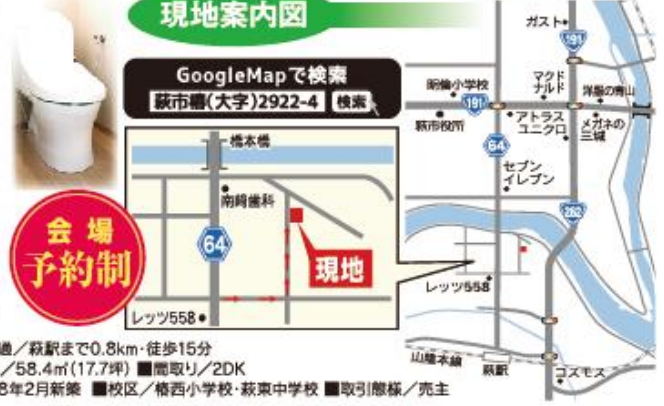 現地案内図
GoogleMapで検索
萩市椿(大字)2922-4 検索
橋本橋
南崎歯科
64
現地
レッツ558
会場
予約制
ガスト
191
明倫小学校
マクド
ナルド
洋服の青山
191
萩市役所
アトラス
ユニクロ
メガネの
三城
64
セブン
イレブン
262
レッツ558
山陰本線
萩駅
コスモス
通／萩駅まで0.8km・徒歩15分
／58.4㎡(17.7坪) ■間取り／2DK
8年2月新築 ■校区／椿西小学校・萩東中学校 ■取引態様／売主